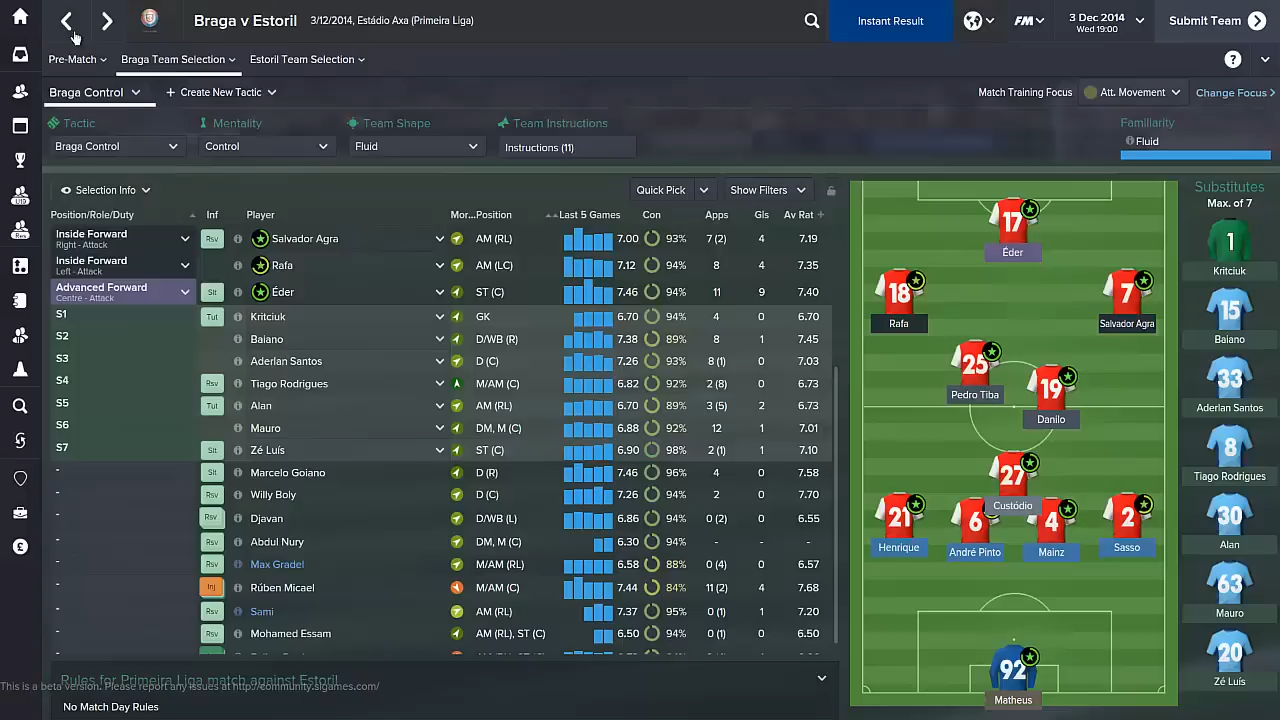 Braga v Estoril
3/12/2014, Estádio Axa (Primeira Liga)
Instant Result
FM
3 Dec 2014
Wed 19:00
Submit Team
Pre-Match
Braga Team Selection
Estoril Team Selection
?
Braga Control
+ Create New Tactic
Match Training Focus
Att. Movement
Change Focus
Tactic
Mentality
Team Shape
Team Instructions
Familiarity
Braga Control
Control
Fluid
Instructions (11)
Fluid
Selection Info
Quick Pick
Show Filters
Position/Role/Duty Inf Player Mor... Position Last 5 Games Con Apps Gls Av Rat
Inside Forward
Right - Attack
Rsv Salvador Agra AM (RL) 7.00 93% 7 (2) 4 7.19
Inside Forward
Left - Attack
Rafa AM (LC) 7.12 94% 8 4 7.35
Advanced Forward
Centre - Attack
Slt Éder ST (C) 7.46 94% 11 9 7.40
S1 Tut Kritciuk GK 6.70 94% 4 0 6.70
S2 Baiano D/WB (R) 7.38 89% 8 1 7.45
S3 Aderlan Santos D (C) 7.26 93% 8 (1) 0 7.03
S4 Rsv Tiago Rodrigues M/AM (C) 6.82 92% 2 (8) 0 6.73
S5 Tut Alan AM (RL) 6.70 89% 3 (5) 2 6.73
S6 Mauro DM, M (C) 6.88 92% 12 1 7.01
S7 Slt Zé Luís ST (C) 6.90 98% 2 (1) 1 7.10
- Slt Marcelo Goiano D (R) 7.46 96% 4 0 7.58
- Rsv Willy Boly D (C) 7.26 94% 2 0 7.70
- Rsv Djavan D/WB (L) 6.86 94% 0 (2) 0 6.55
- Rsv Abdul Nury DM, M (C) 6.30 94% - - -
- Rsv Max Gradel M/AM (RL) 6.58 88% 0 (4) 0 6.57
- Inj Rúben Micael M/AM (C) 7.44 84% 11 (2) 4 7.68
- Rsv Sami AM (RL) 7.37 95% 0 (1) 1 7.20
- Rsv Mohamed Essam AM (RL), ST (C) 6.50 94% 0 (1) 0 6.50
Rules for Primeira Liga match against Estoril
This is a beta version. Please report any issues at http://community.sigames.com/
No Match Day Rules
17
Éder
18
Rafa
7
Salvador Agra
25
Pedro Tiba
19
Danilo
27
Custódio
21
Henrique
6
André Pinto
4
Mainz
2
Sasso
92
Matheus
Substitutes
Max. of 7
1
Kritciuk
15
Baiano
33
Aderlan Santos
8
Tiago Rodrigues
30
Alan
63
Mauro
20
Zé Luís